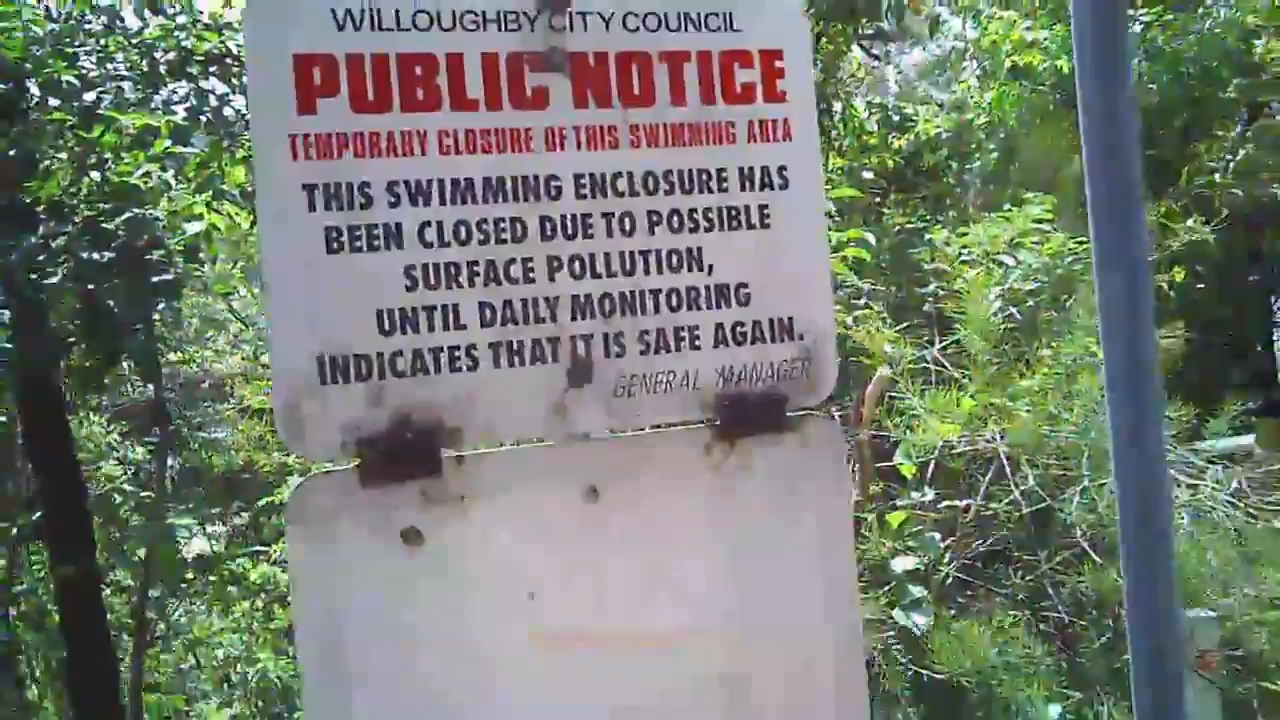 WILLOUGHBY CITY COUNCIL
PUBLIC NOTICE
TEMPORARY CLOSURE OF THIS SWIMMING AREA
THIS SWIMMING ENCLOSURE HAS
BEEN CLOSED DUE TO POSSIBLE
SURFACE POLLUTION,
UNTIL DAILY MONITORING
INDICATES THAT IT IS SAFE AGAIN.
GENERAL MANAGER